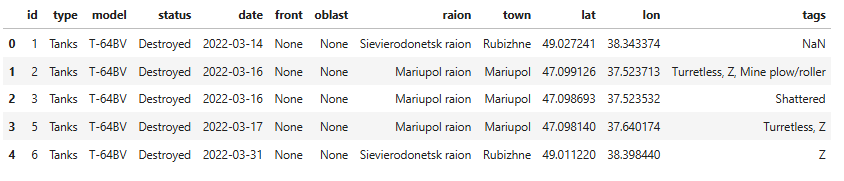 id type model status date front oblast raion town lat lon tags
0 1 Tanks T-64BV Destroyed 2022-03-14 None None Sievierodonetsk raion Rubizhne 49.027241 38.343374 NaN
1 2 Tanks T-64BV Destroyed 2022-03-16 None None Mariupol raion Mariupol 47.099126 37.523713 Turretless, Z, Mine plow/roller
2 3 Tanks T-64BV Destroyed 2022-03-16 None None Mariupol raion Mariupol 47.098693 37.523532 Shattered
3 5 Tanks T-64BV Destroyed 2022-03-17 None None Mariupol raion Mariupol 47.098140 37.640174 Turretless, Z
4 6 Tanks T-64BV Destroyed 2022-03-31 None None Sievierodonetsk raion Rubizhne 49.011220 38.398440 Z